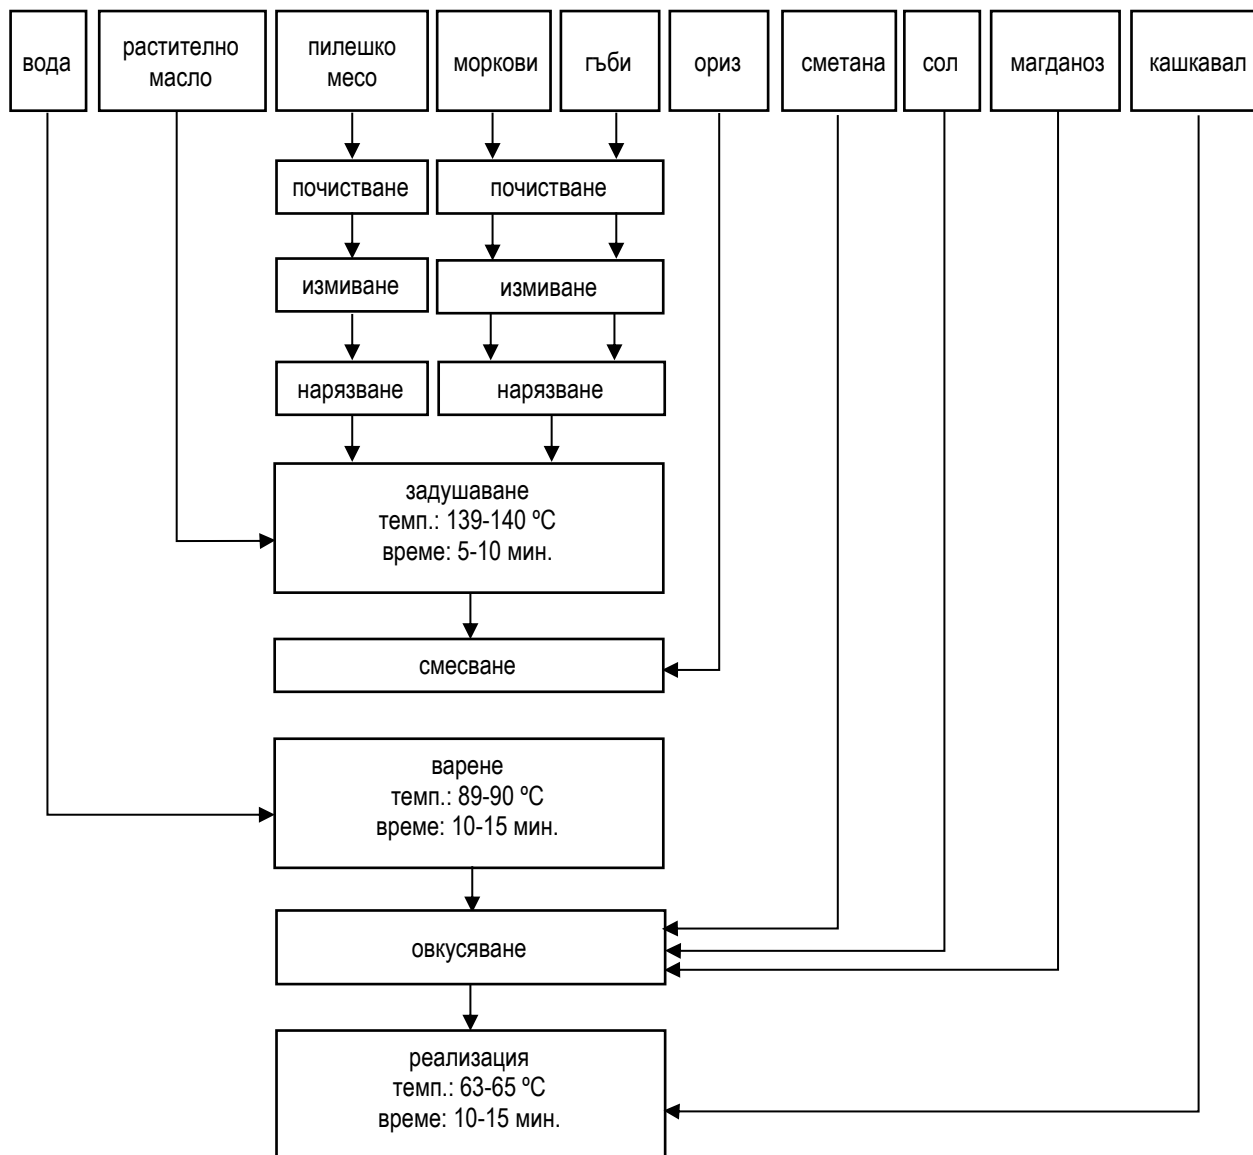 вода
растително
масло
пилешко
месо
моркови
гъби
ориз
сметана
сол
магданоз
кашкавал
почистване
почистване
измиване
измиване
нарязване
нарязване
задушаване
темп.: 139-140 ºC
време: 5-10 мин.
смесване
варене
темп.: 89-90 ºC
време: 10-15 мин.
овкусяване
реализация
темп.: 63-65 ºC
време: 10-15 мин.